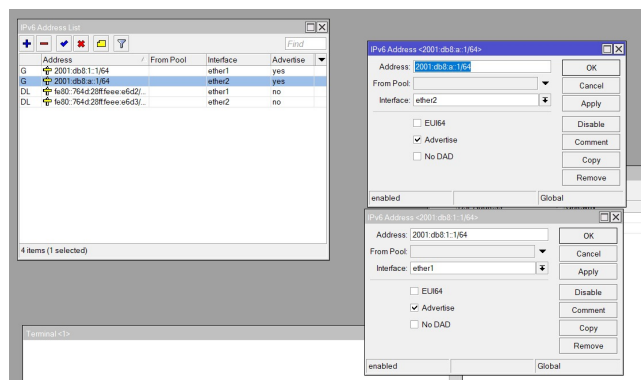 IPv6 Address List
Find
Address / From Pool Interface Advertise
G 2001:db8:1::1/64 ether1 yes
G 2001:db8:a::1/64 ether2 yes
DL fe80::764d:28ff:feee:e6d2/... ether1 no
DL fe80::764d:28ff:feee:e6d3/... ether2 no
4 items (1 selected)
IPv6 Address <2001:db8:a::1/64>
Address: 2001:db8:a::1/64
From Pool:
Interface: ether2
EUI64
Advertise
No DAD
OK
Cancel
Apply
Disable
Comment
Copy
Remove
enabled Global
IPv6 Address <2001:db8:1::1/64>
Address: 2001:db8:1::1/64
From Pool:
Interface: ether1
EUI64
Advertise
No DAD
OK
Cancel
Apply
Disable
Comment
Copy
Remove
enabled Global
Terminal <1>